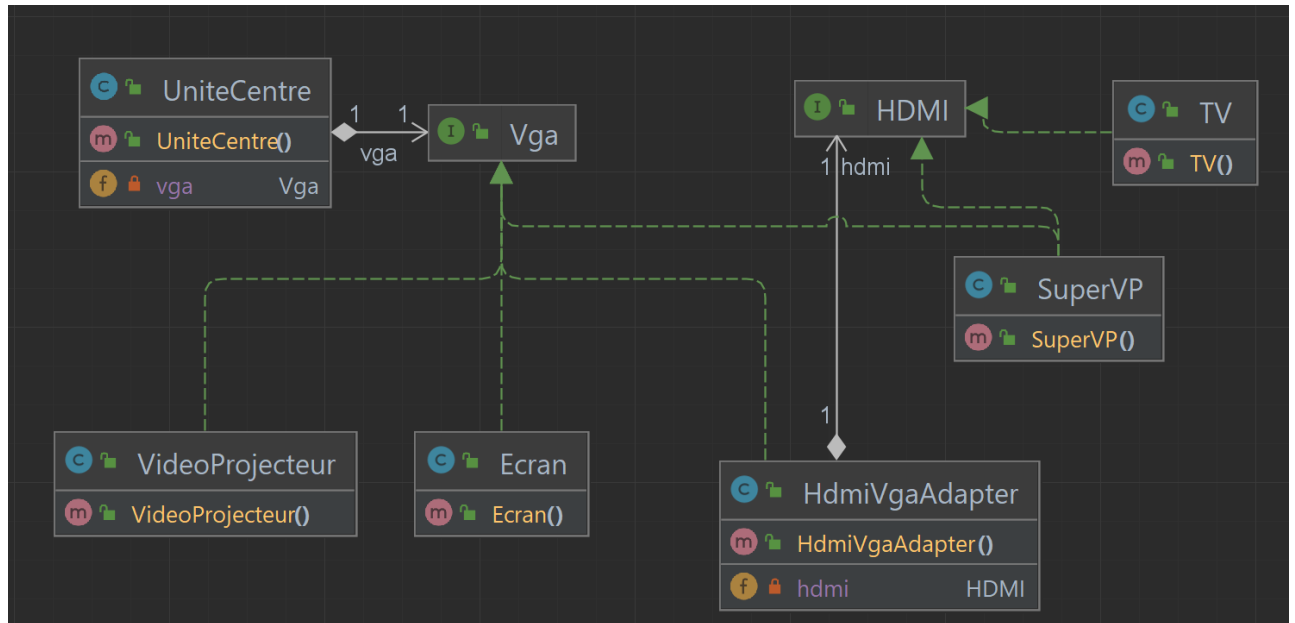 C UniteCentre
m UniteCentre()
f vga Vga
1 1
vga
I Vga
I HDMI
1 hdmi
C TV
m TV()
C SuperVP
m SuperVP()
C VideoProjecteur
m VideoProjecteur()
C Ecran
m Ecran()
1
C HdmiVgaAdapter
m HdmiVgaAdapter()
f hdmi HDMI